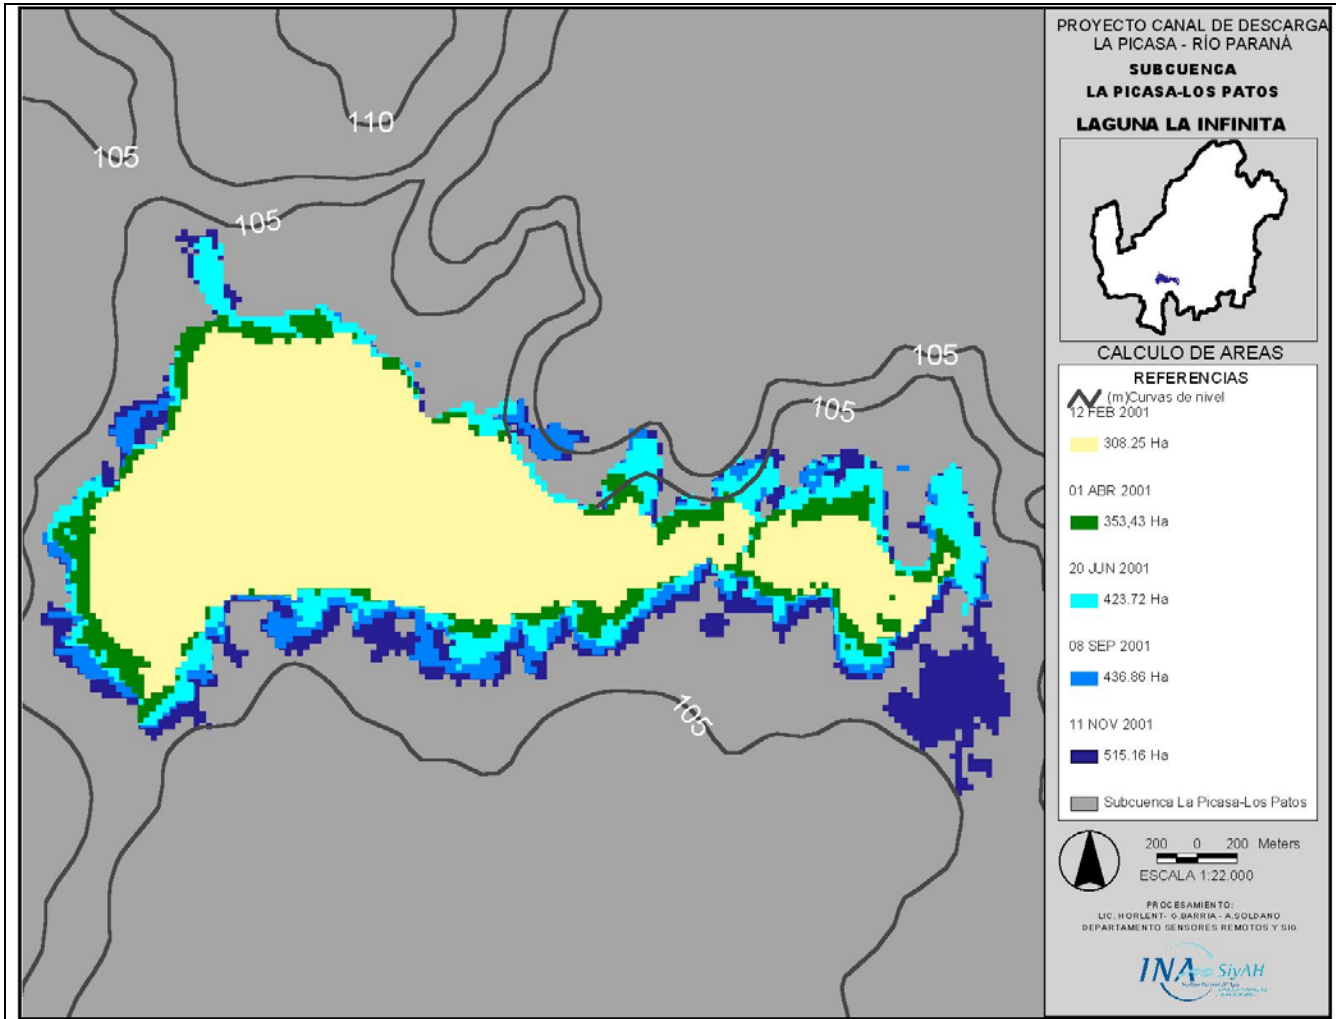 110
105
105
105
105
105
PROYECTO CANAL DE DESCARGA
LA PICASA - RÍO PARANÁ
SUBCUENCA
LA PICASA-LOS PATOS
LAGUNA LA INFINITA
CALCULO DE AREAS
REFERENCIAS
(m)Curvas de nivel
12 FEB 2001
308.25 Ha
01 ABR 2001
353,43 Ha
20 JUN 2001
423.72 Ha
08 SEP 2001
436.86 Ha
11 NOV 2001
515.16 Ha
Subcuenca La Picasa-Los Patos
200 0 200 Meters
ESCALA 1:22.000
PROCESAMIENTO:
LIC. HORLENT- G.BARRIA - A.SOLDANO
DEPARTAMENTO SENSORES REMOTOS Y SIG
INA SiyAH